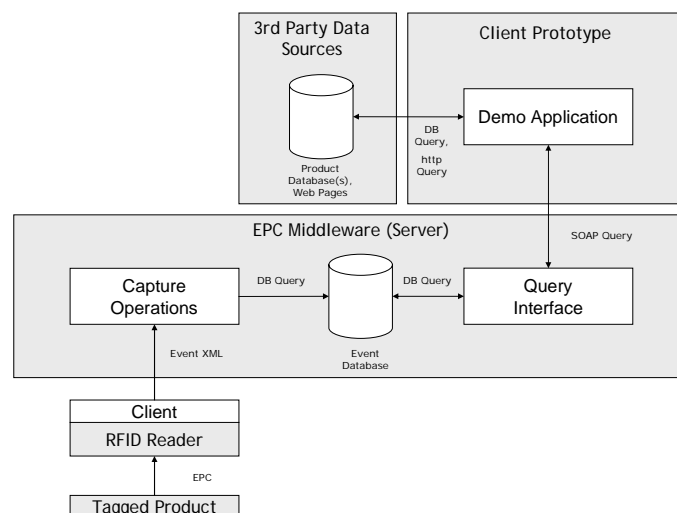 3rd Party Data
Sources
Client Prototype
Demo Application
DB
Query,
http
Query
Product
Database(s),
Web Pages
EPC Middleware (Server)
SOAP Query
Capture
Operations
DB Query
DB Query
Query
Interface
Event XML
Event
Database
Client
RFID Reader
EPC
Tagged Product